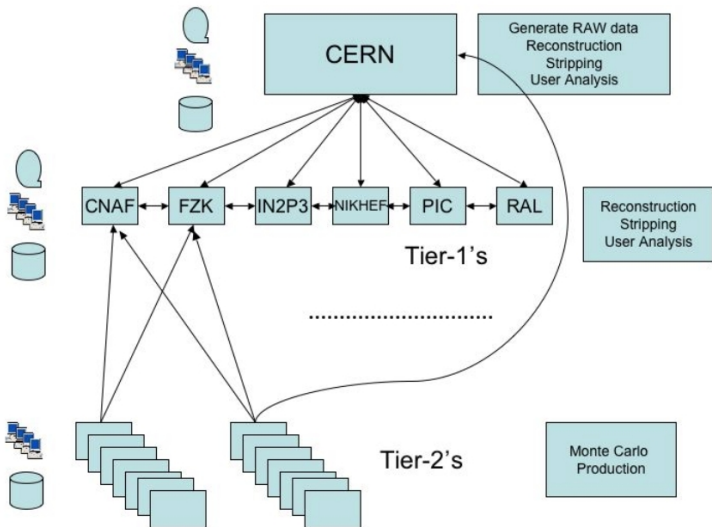 CERN
Generate RAW data
Reconstruction
Stripping
User Analysis
CNAF
FZK
IN2P3
NIKHEF
PIC
RAL
Reconstruction
Stripping
User Analysis
Tier-1's
Tier-2's
Monte Carlo
Production